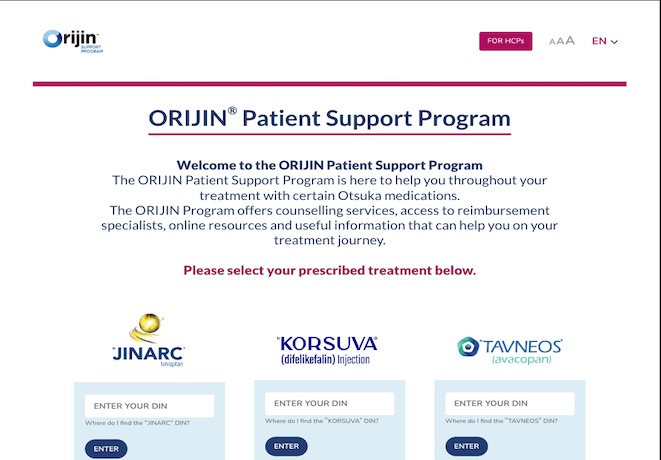 Orijin™
SUPPORT
PROGRAM
FOR HCPs
A A A
EN
ORIJIN® Patient Support Program
Welcome to the ORIJIN Patient Support Program
The ORIJIN Patient Support Program is here to help you throughout your
treatment with certain Otsuka medications.
The ORIJIN Program offers counselling services, access to reimbursement
specialists, online resources and useful information that can help you on your
treatment journey.
Please select your prescribed treatment below.
JINARC
tolvaptan
KORSUVA
(difelikefalin) Injection
TAVNEOS
(avacopan)
ENTER YOUR DIN
Where do I find the "JINARC" DIN?
ENTER
ENTER YOUR DIN
Where do I find the "KORSUVA" DIN?
ENTER
ENTER YOUR DIN
Where do I find the "TAVNEOS" DIN?
ENTER